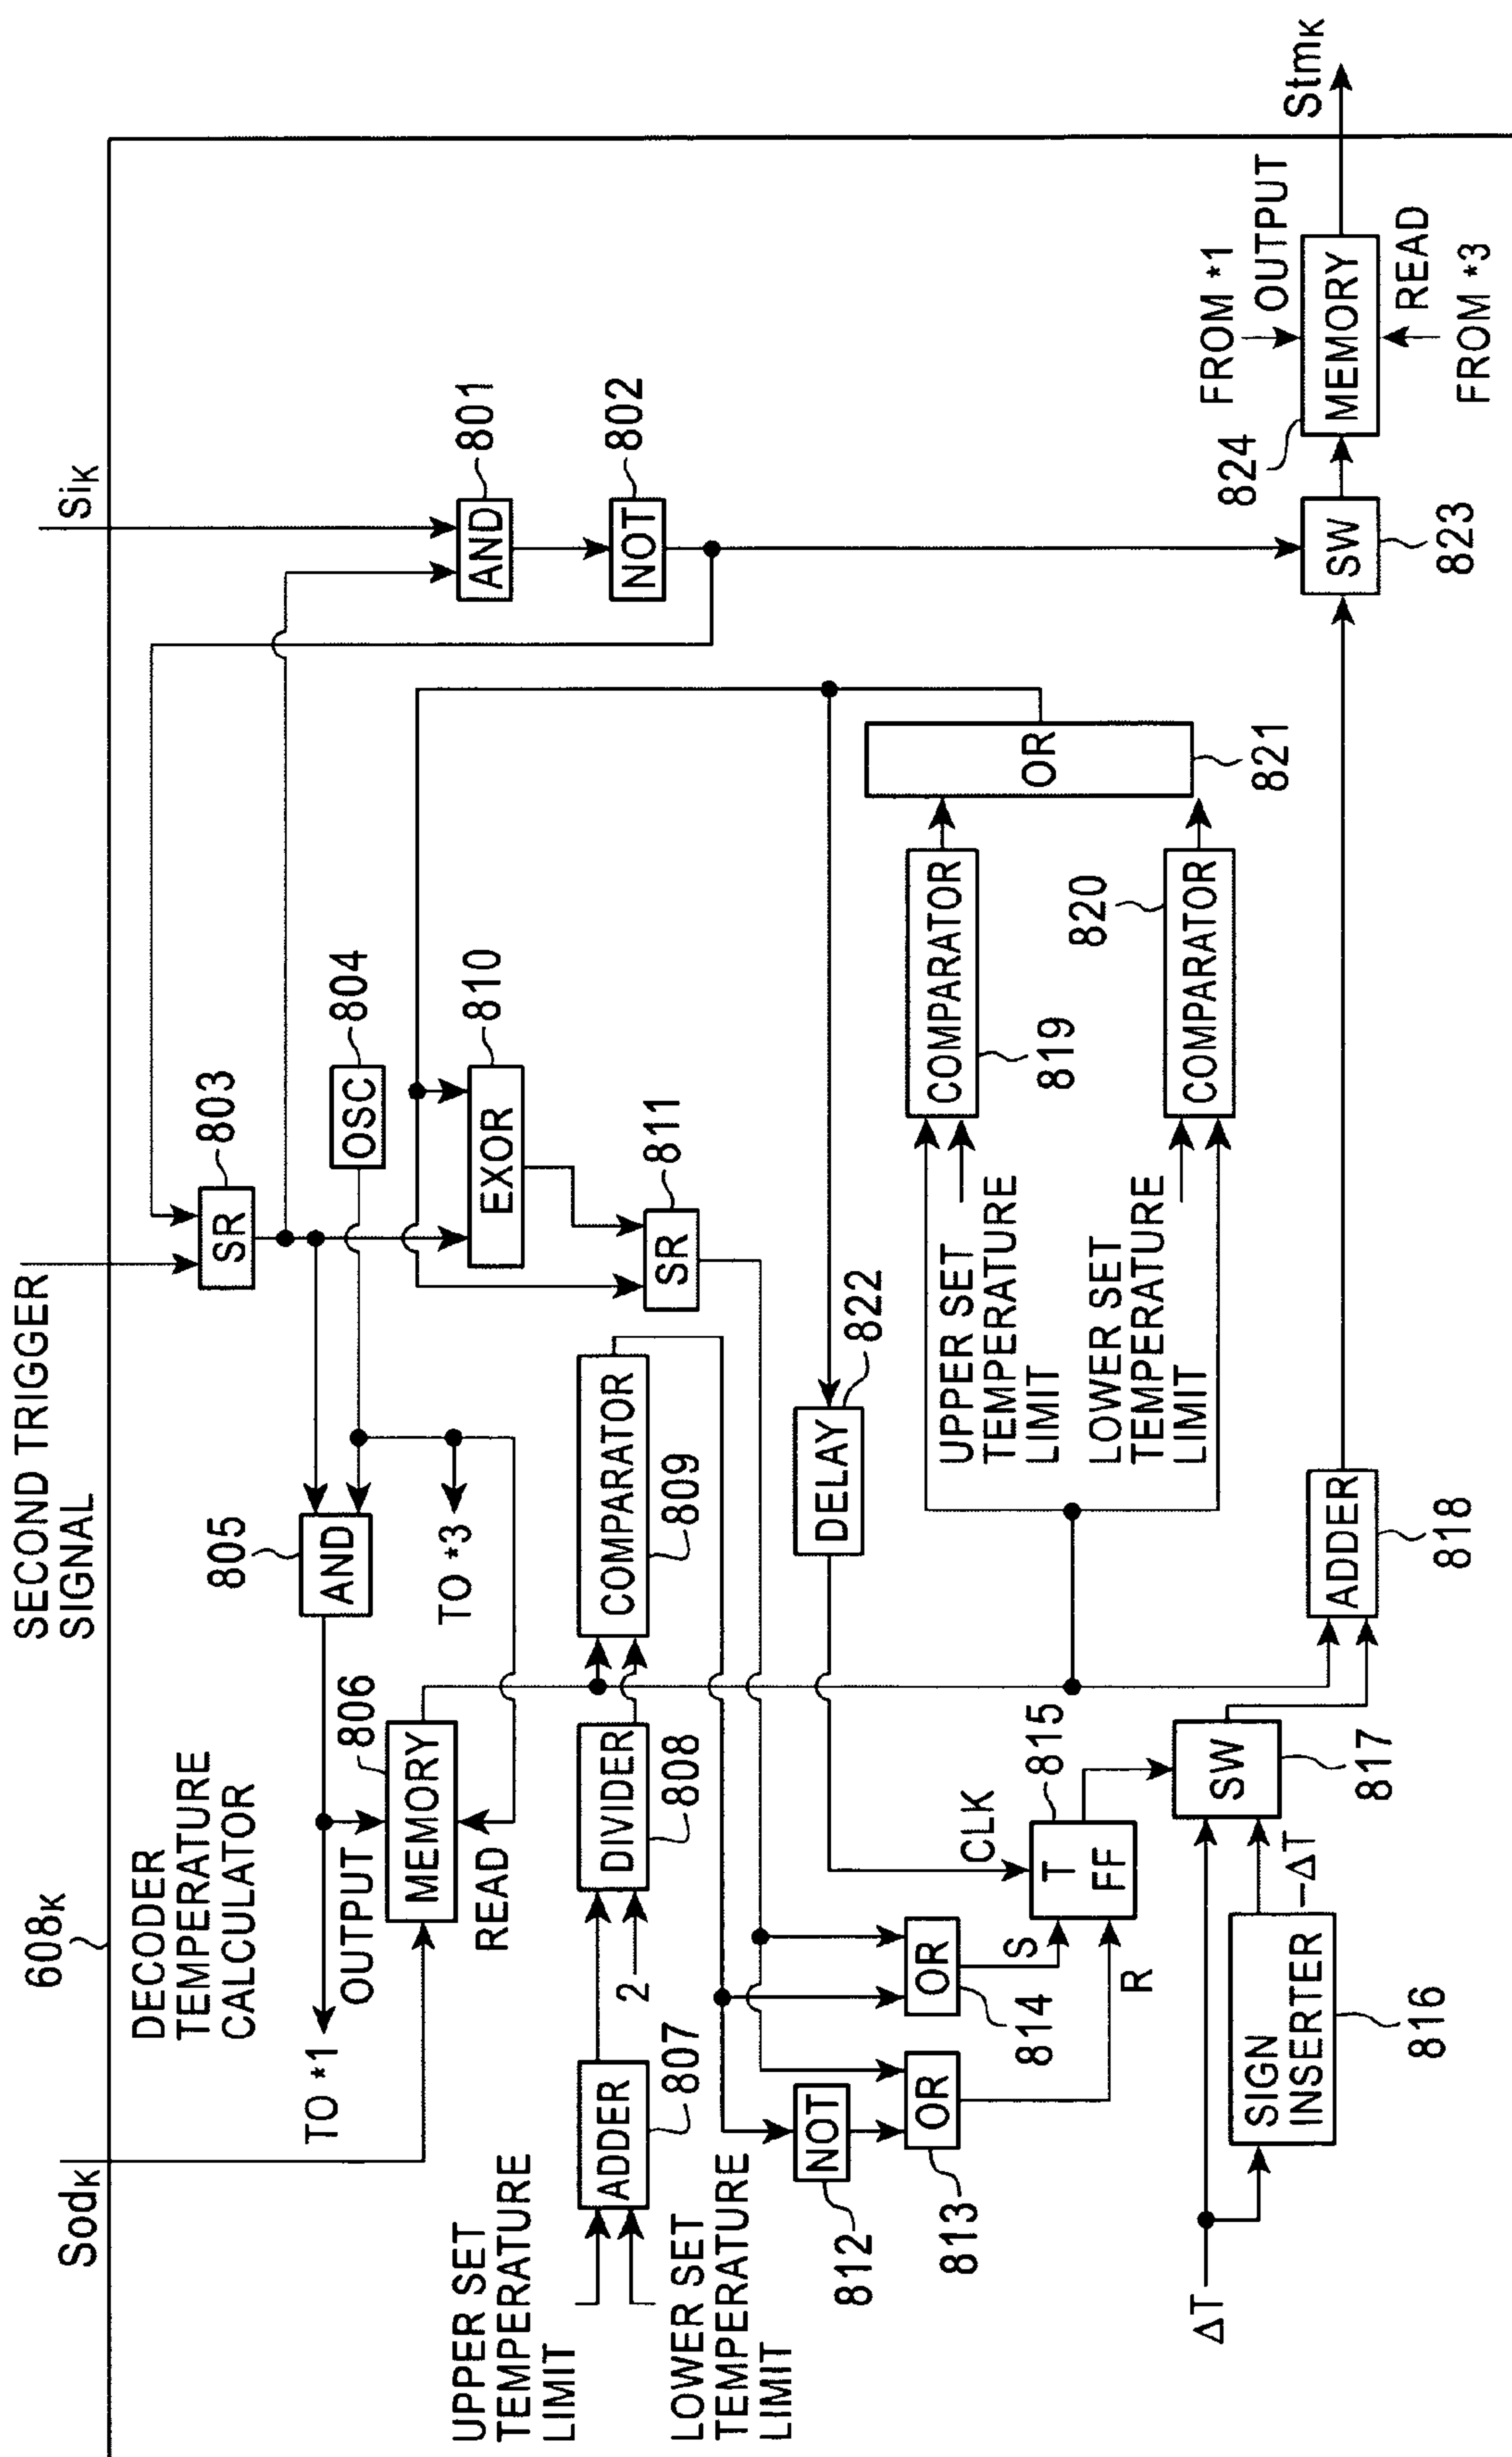 608K
DECODER
TEMPERATURE
CALCULATOR
SECOND TRIGGER
SIGNAL
SodK
SiK
TO *1
OUTPUT
MEMORY
806
READ
805
AND
TO *3
SR
803
OSC
804
AND
801
NOT
802
UPPER SET
TEMPERATURE
LIMIT
LOWER SET
TEMPERATURE
LIMIT
ADDER
807
2
DIVIDER
808
COMPARATOR
809
EXOR
810
SR
811
NOT
812
OR
813
OR
814
S
R
CLK
T
FF
815
DELAY
822
UPPER SET
TEMPERATURE
LIMIT
LOWER SET
TEMPERATURE
LIMIT
COMPARATOR
819
COMPARATOR
820
OR
821
ΔT
SIGN
INSERTER
816
−ΔT
SW
817
ADDER
818
SW
823
FROM *1
OUTPUT
824
MEMORY
READ
FROM *3
StmK